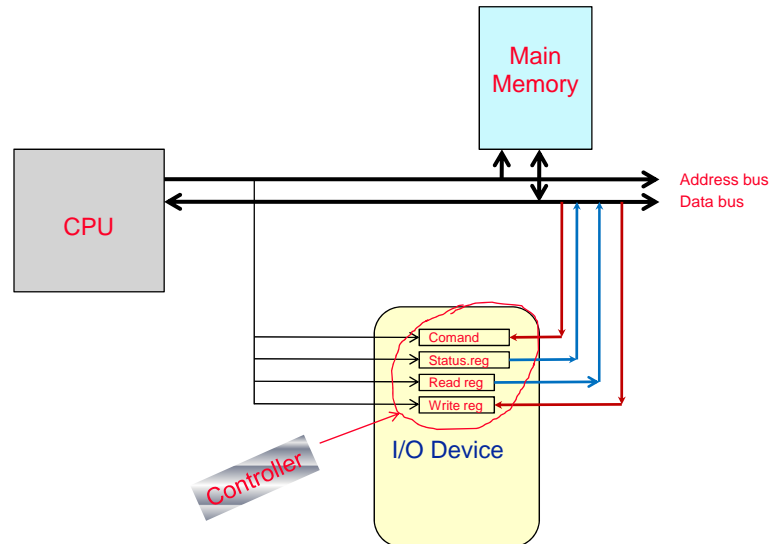 Main
Memory
Address bus
Data bus
CPU
Comand
Status.reg
Read reg
Write reg
I/O Device
Controller